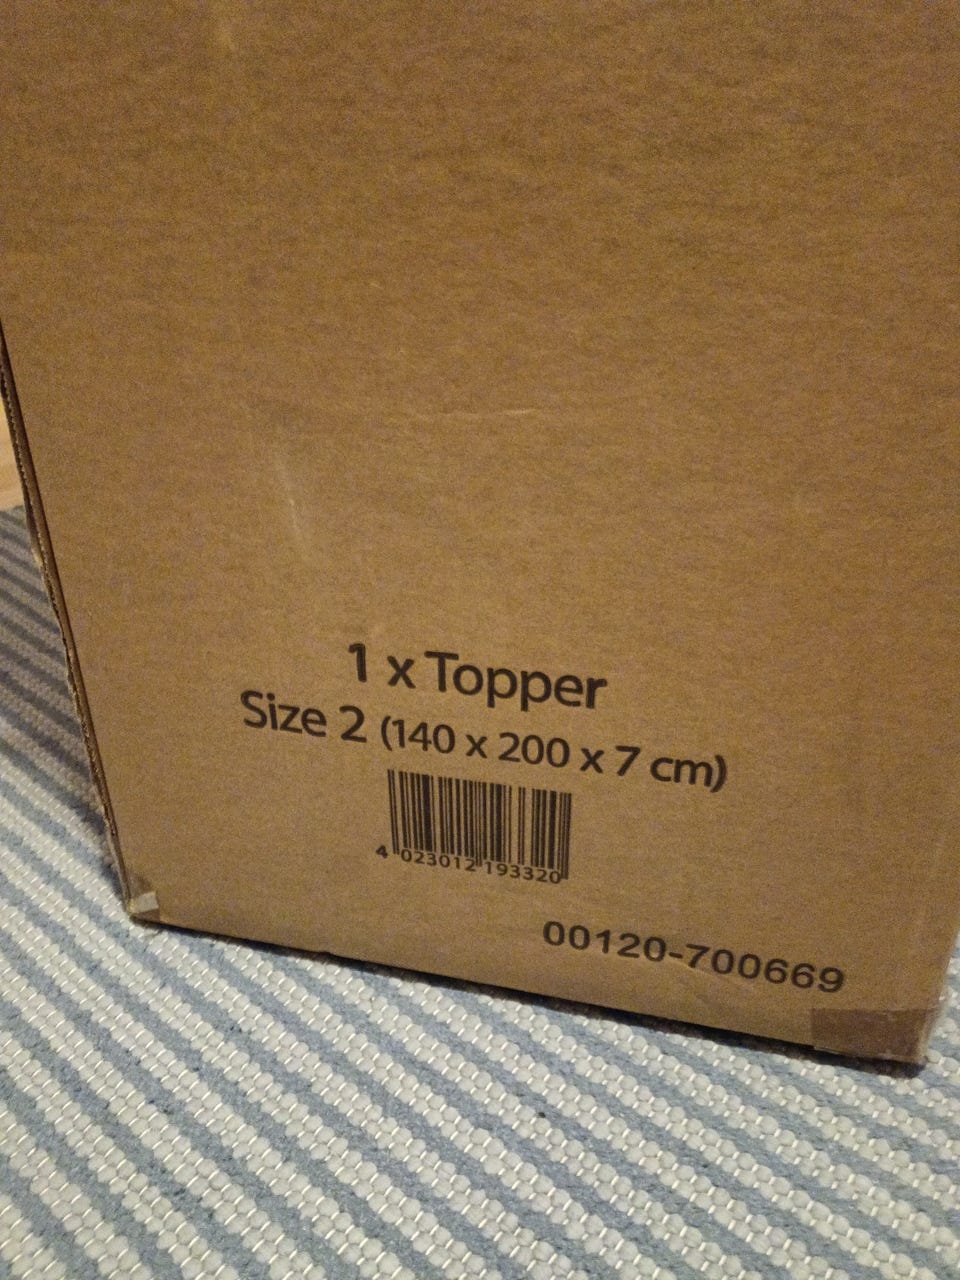 1 x Topper
Size 2 (140 x 200 x 7 cm)
4 023012 193320
00120-700669